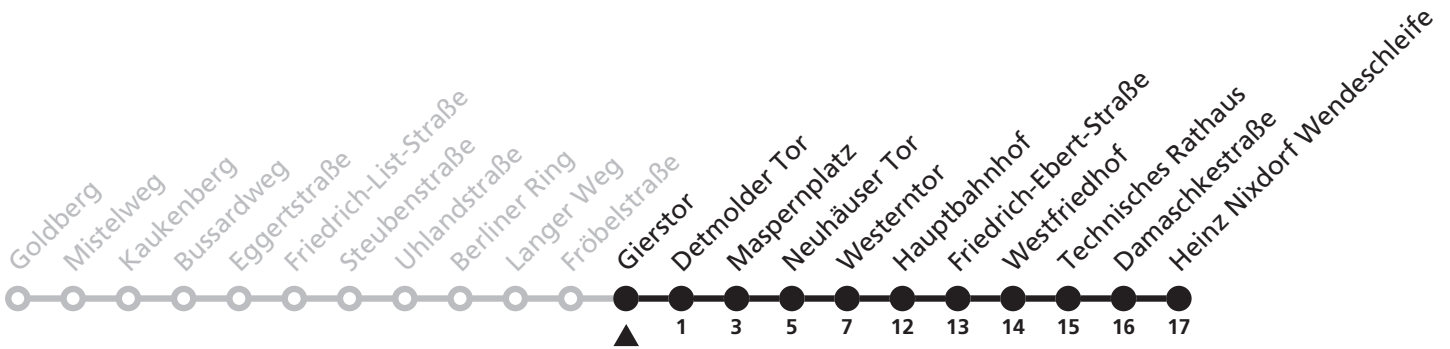 Goldberg
Mistelweg
Kaukenberg
Bussardweg
Eggertstraße
Friedrich-List-Straße
Steubenstraße
Uhlandstraße
Berliner Ring
Langer Weg
Fröbelstraße
Gierstor
Detmolder Tor
Maspernplatz
Neuhäuser Tor
Westerntor
Hauptbahnhof
Friedrich-Ebert-Straße
Westfriedhof
Technisches Rathaus
Damaschkestraße
Heinz Nixdorf Wendeschleife
1 3 5 7 12 13 14 15 16 17